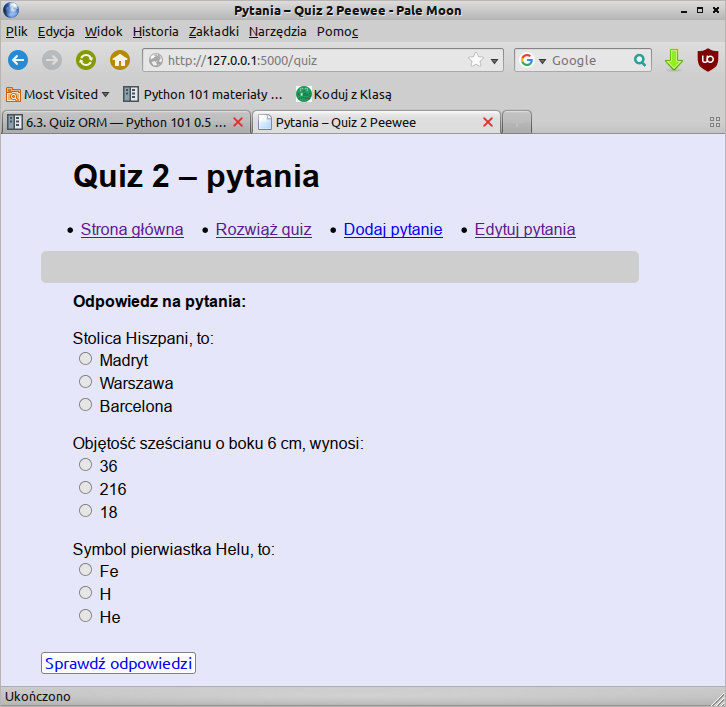 Pytania – Quiz 2 Peewee - Pale Moon
Plik Edycja Widok Historia Zakładki Narzędzia Pomoc
http://127.0.0.1:5000/quiz Google
Most Visited Python 101 materiały ... Koduj z Klasą
6.3. Quiz ORM — Python 101 0.5 ... Pytania – Quiz 2 Peewee
Quiz 2 – pytania
Strona główna Rozwiąż quiz Dodaj pytanie Edytuj pytania
Odpowiedz na pytania:
Stolica Hiszpani, to:
Madryt
Warszawa
Barcelona
Objętość sześcianu o boku 6 cm, wynosi:
36
216
18
Symbol pierwiastka Helu, to:
Fe
H
He
Sprawdź odpowiedzi
Ukończono